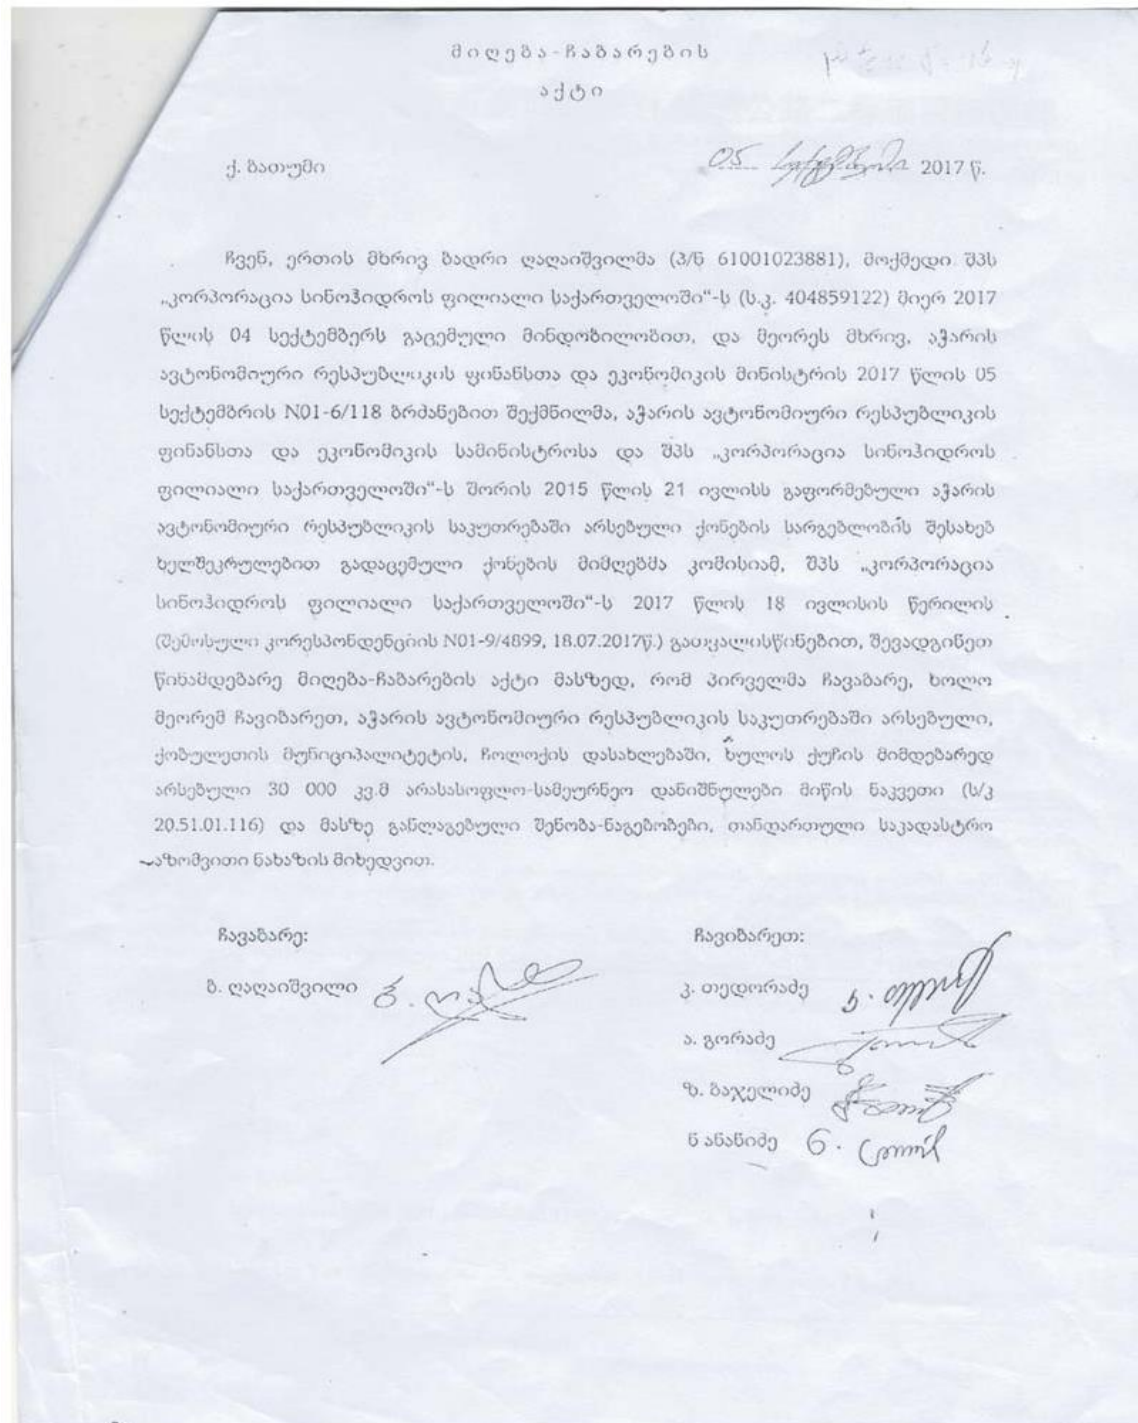 მიღება-ჩაბარების
აქტი
ქ. ბათუმი 05 სექტემბერი 2017 წ.
ჩვენ, ერთის მხრივ ბადრი ღაღაიშვილმა (პ/ნ 61001023881), მოქმედი შპს
„კორპორაცია სინოჰიდროს ფილიალი საქართველოში“-ს (ს.კ. 404859122) მიერ 2017
წლის 04 სექტემბერს გაცემული მინდობილობით, და მეორეს მხრივ, აჭარის
ავტონომიური რესპუბლიკის ფინანსთა და ეკონომიკის მინისტრის 2017 წლის 05
სექტემბრის N01-6/118 ბრძანებით შექმნილმა, აჭარის ავტონომიური რესპუბლიკის
ფინანსთა და ეკონომიკის სამინისტროსა და შპს „კორპორაცია სინოჰიდროს
ფილიალი საქართველოში“-ს შორის 2015 წლის 21 ივლისს გაფორმებული აჭარის
ავტონომიური რესპუბლიკის საკუთრებაში არსებული ქონების სარგებლობის შესახებ
ხელშეკრულებით გადაცემული ქონების მიმღებმა კომისიამ, შპს „კორპორაცია
სინოჰიდროს ფილიალი საქართველოში“-ს 2017 წლის 18 ივლისის წერილის
(შემოსული კორესპონდენციის N01-9/4899, 18.07.2017წ.) გათვალისწინებით, შევადგინეთ
წინამდებარე მიღება-ჩაბარების აქტი მასზედ, რომ პირველმა ჩავაბარე, ხოლო
მეორემ ჩავიბარეთ, აჭარის ავტონომიური რესპუბლიკის საკუთრებაში არსებული,
ქობულეთის მუნიციპალიტეტის, ჩოლოქის დასახლებაში, ხულოს ქუჩის მიმდებარედ
არსებული 30 000 კვ.მ არასასოფლო-სამეურნეო დანიშნულები მიწის ნაკვეთი (ს/კ
20.51.01.116) და მასზე განლაგებული შენობა-ნაგებობები, თანდართული საკადასტრო
აზომვითი ნახაზის მიხედვით.
ჩავაბარე: ჩავიბარეთ:
ბ. ღაღაიშვილი კ. თედორაძე
ა. გორაძე
ზ. ბაჯელიძე
ნ ანანიძე